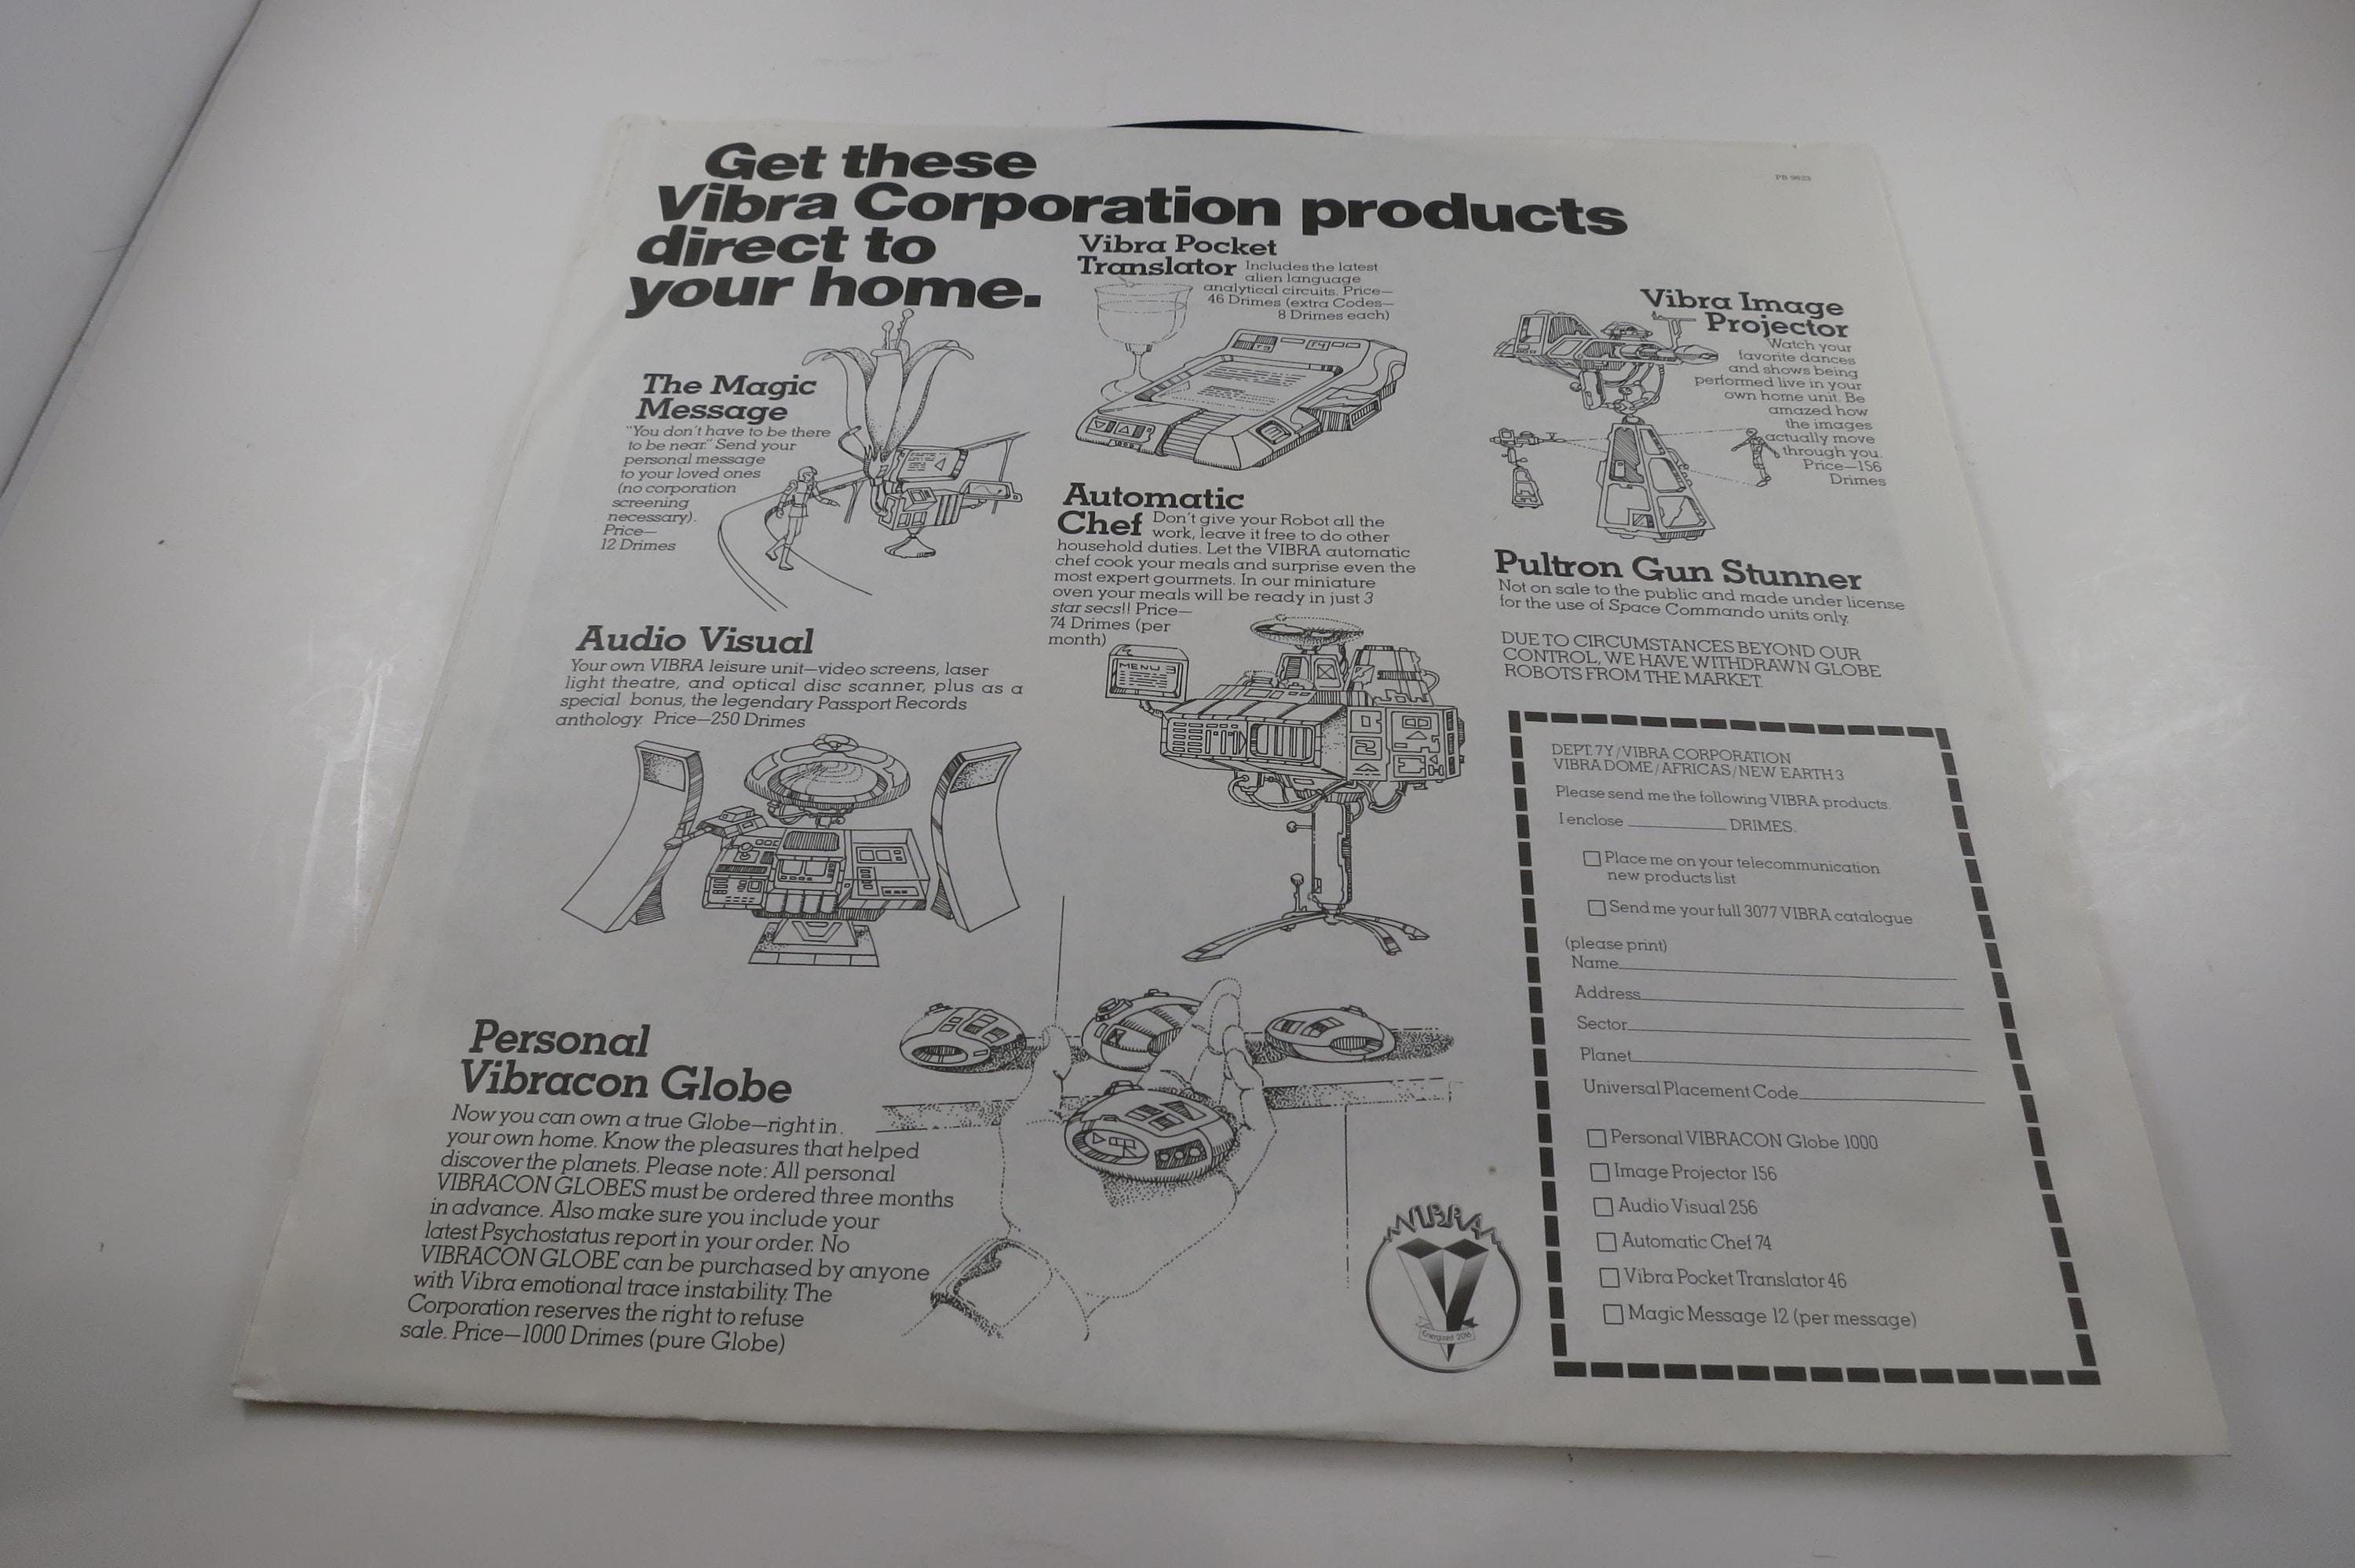 Get these
Vibra Corporation products
direct to
your home.
PB 9823
The Magic
Message
"You don't have to be there
to be near." Send your
personal message
to your loved ones
(no corporation
screening
necessary).
Price—
12 Drimes
Vibra Pocket
Translator Includes the latest
alien language
analytical circuits. Price—
46 Drimes (extra Codes—
8 Drimes each)
Vibra Image
Projector
Watch your
favorite dances
and shows being
performed live in your
own home unit. Be
amazed how
the images
actually move
through you.
Price—156
Drimes
Automatic
Chef Don't give your Robot all the
work, leave it free to do other
household duties. Let the VIBRA automatic
chef cook your meals and surprise even the
most expert gourmets. In our miniature
oven your meals will be ready in just 3
star secs!! Price—
74 Drimes (per
month)
MENU 3
Pultron Gun Stunner
Not on sale to the public and made under license
for the use of Space Commando units only.
DUE TO CIRCUMSTANCES BEYOND OUR
CONTROL, WE HAVE WITHDRAWN GLOBE
ROBOTS FROM THE MARKET.
Audio Visual
Your own VIBRA leisure unit—video screens, laser
light theatre, and optical disc scanner, plus as a
special bonus, the legendary Passport Records
anthology. Price—250 Drimes
Personal
Vibracon Globe
Now you can own a true Globe—right in
your own home. Know the pleasures that helped
discover the planets. Please note: All personal
VIBRACON GLOBES must be ordered three months
in advance. Also make sure you include your
latest Psychostatus report in your order. No
VIBRACON GLOBE can be purchased by anyone
with Vibra emotional trace instability. The
Corporation reserves the right to refuse
sale. Price—1000 Drimes (pure Globe)
VIBRA
Energized 2016
DEPT. 7Y/VIBRA CORPORATION
VIBRA DOME/AFRICAS/NEW EARTH 3
Please send me the following VIBRA products.
I enclose ____________ DRIMES.
Place me on your telecommunication
new products list
Send me your full 3077 VIBRA catalogue
(please print)
Name
Address
Sector
Planet
Universal Placement Code
Personal VIBRACON Globe 1000
Image Projector 156
Audio Visual 256
Automatic Chef 74
Vibra Pocket Translator 46
Magic Message 12 (per message)